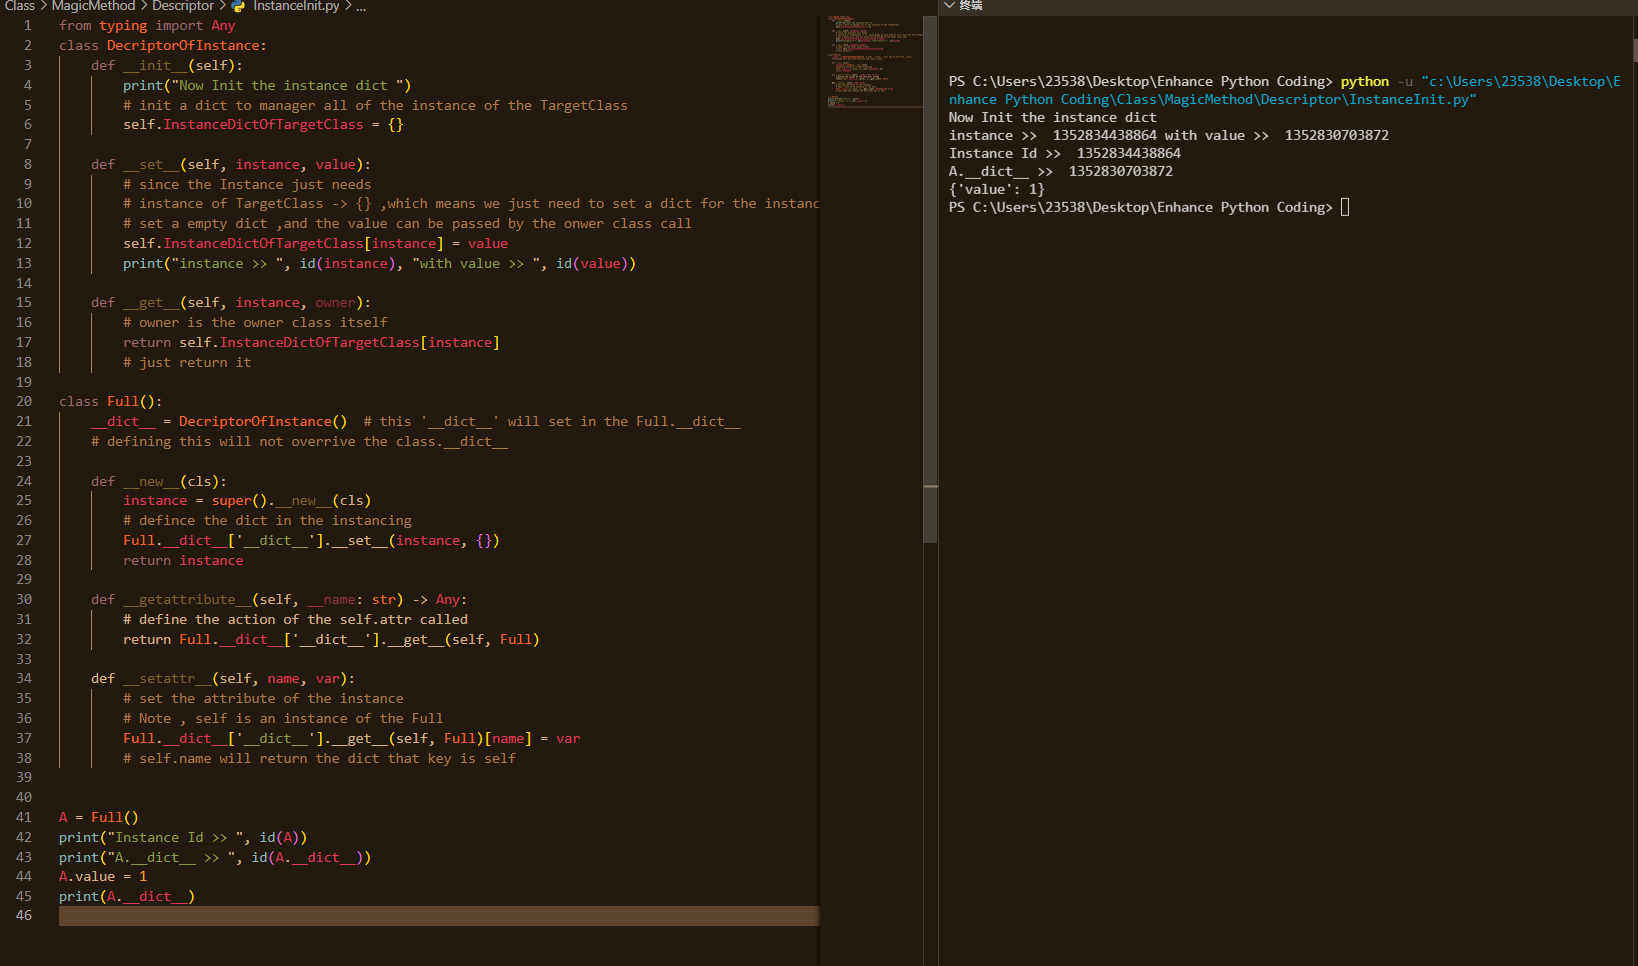 Class > MagicMethod > Descriptor > InstanceInit.py > ...
1 from typing import Any
2 class DecriptorOfInstance:
3 def __init__(self):
4 print("Now Init the instance dict ")
5 # init a dict to manager all of the instance of the TargetClass
6 self.InstanceDictOfTargetClass = {}
7
8 def __set__(self, instance, value):
9 # since the Instance just needs
10 # instance of TargetClass -> {} ,which means we just need to set a dict for the instanc
11 # set a empty dict ,and the value can be passed by the onwer class call
12 self.InstanceDictOfTargetClass[instance] = value
13 print("instance >> ", id(instance), "with value >> ", id(value))
14
15 def __get__(self, instance, owner):
16 # owner is the owner class itself
17 return self.InstanceDictOfTargetClass[instance]
18 # just return it
19
20 class Full():
21 __dict__ = DecriptorOfInstance() # this '__dict__' will set in the Full.__dict__
22 # defining this will not overrive the class.__dict__
23
24 def __new__(cls):
25 instance = super().__new__(cls)
26 # defince the dict in the instancing
27 Full.__dict__['__dict__'].__set__(instance, {})
28 return instance
29
30 def __getattribute__(self, __name: str) -> Any:
31 # define the action of the self.attr called
32 return Full.__dict__['__dict__'].__get__(self, Full)
33
34 def __setattr__(self, name, var):
35 # set the attribute of the instance
36 # Note , self is an instance of the Full
37 Full.__dict__['__dict__'].__get__(self, Full)[name] = var
38 # self.name will return the dict that key is self
39
40
41 A = Full()
42 print("Instance Id >> ", id(A))
43 print("A.__dict__ >> ", id(A.__dict__))
44 A.value = 1
45 print(A.__dict__)
46
终端
PS C:\Users\23538\Desktop\Enhance Python Coding> python -u "c:\Users\23538\Desktop\E
nhance Python Coding\Class\MagicMethod\Descriptor\InstanceInit.py"
Now Init the instance dict
instance >>  1352834438864 with value >>  1352830703872
Instance Id >>  1352834438864
A.__dict__ >>  1352830703872
{'value': 1}
PS C:\Users\23538\Desktop\Enhance Python Coding>